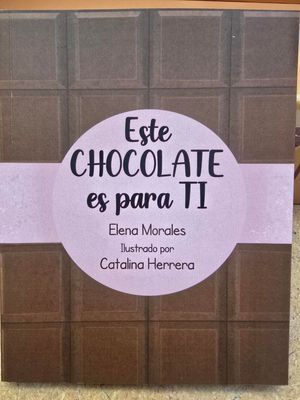 Este
CHOCOLATE
es para TI
Elena Morales
Ilustrado por
Catalina Herrera